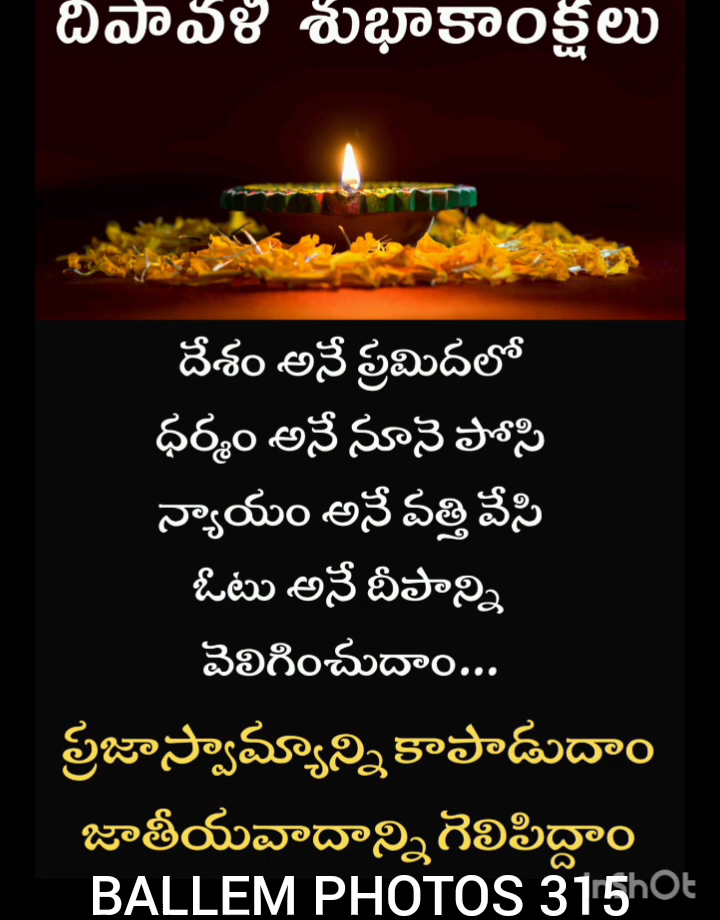 దీపావళి శుభాకాంక్షలు
దేశం అనే ప్రమిదలో
ధర్మం అనే నూనె పోసి
న్యాయం అనే వత్తి వేసి
ఓటు అనే దీపాన్ని
వెలిగించుదాం...
ప్రజాస్వామ్యాన్ని కాపాడుదాం
జాతీయవాదాన్ని గెలిపిద్దాం
BALLEM PHOTOS 315
InShOt